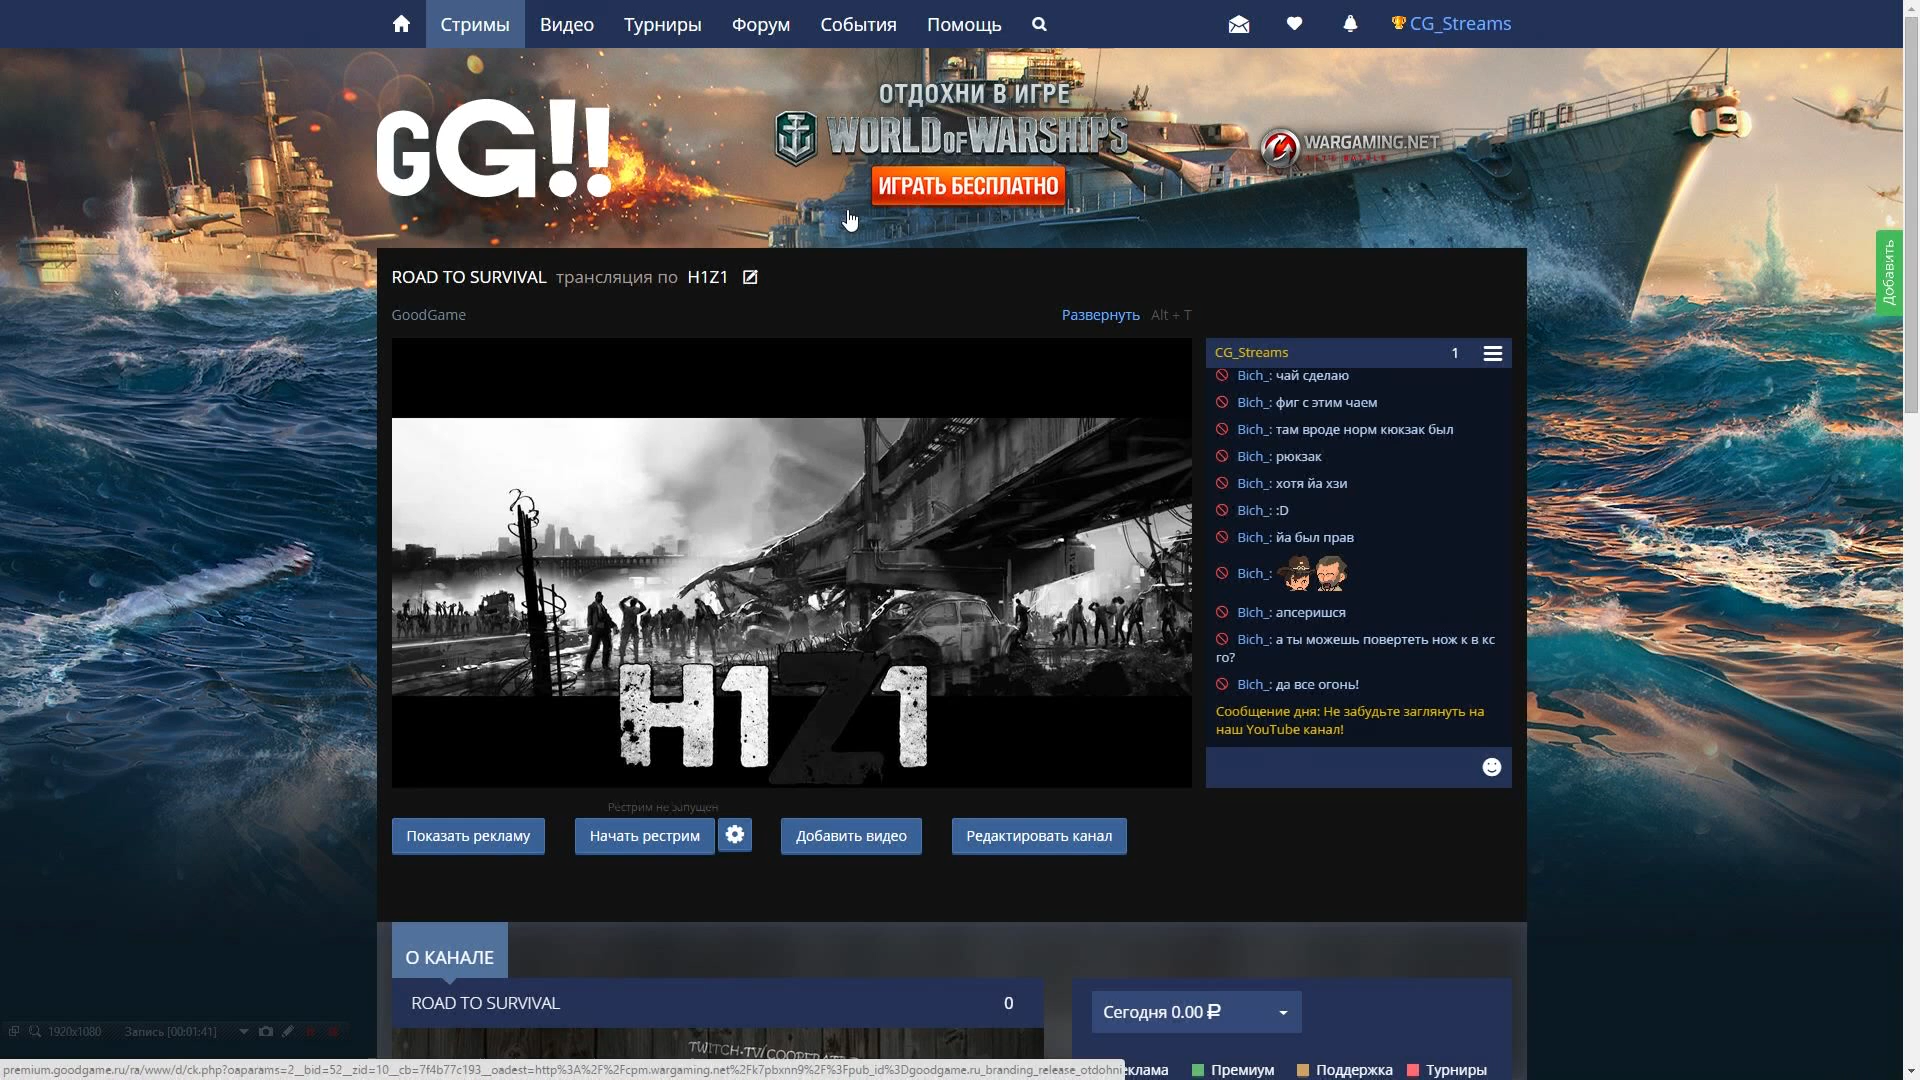 Стримы Видео Турниры Форум События Помощь CG_Streams
GG!!
ОТДОХНИ В ИГРЕ
WORLD OF WARSHIPS
ИГРАТЬ БЕСПЛАТНО
WARGAMING.NET
LET'S BATTLE
Добавить
ROAD TO SURVIVAL трансляция по H1Z1
GoodGame
Развернуть Alt + T
CG_Streams 1
Bich_: чай сделаю
Bich_: фиг с этим чаем
Bich_: там вроде норм кюкзак был
Bich_: рюкзак
Bich_: хотя йа хзи
Bich_: :D
Bich_: йа был прав
Bich_:
Bich_: апсеришся
Bich_: а ты можешь повертеть нож к в кс
го?
Bich_: да все огонь!
Сообщение дня: Не забудьте заглянуть на
наш YouTube канал!
H1Z1
Рестрим не запущен
Показать рекламу Начать рестрим Добавить видео Редактировать канал
О КАНАЛЕ
ROAD TO SURVIVAL 0
Сегодня 0.00 ₽
1920x1080 Запись [00:01:41]
TWITCH.TV/
premium.goodgame.ru/ra/www/d/ck.php?oaparams=2__bid=52__zid=10__cb=7f4b77c193__oadest=http%3A%2F%2Fcpm.wargaming.net%2Fk7pbxnn9%2F%3Fpub_id%3Dgoodgame.ru_branding_release_otdohni
клама Премиум Поддержка Турниры